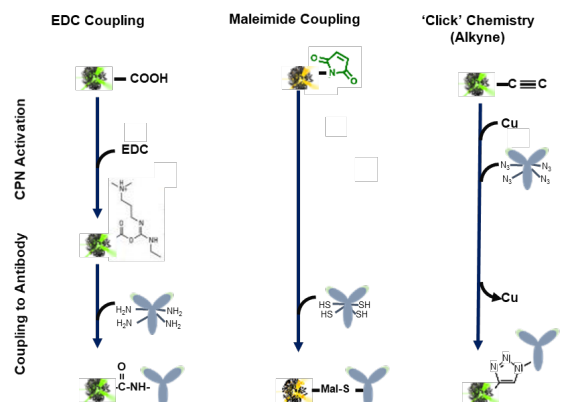 EDC Coupling
Maleimide Coupling
‘Click’ Chemistry
(Alkyne)
CPN Activation
Coupling to Antibody
COOH
EDC
H
N+
N
O
O
NH
H₂N
NH₂
H₂N
NH₂
O
C-NH-
O
N
O
HS
SH
HS
SH
Mal-S
C≡C
Cu
N₃
N₃
N₃
N₃
Cu
N
N
N